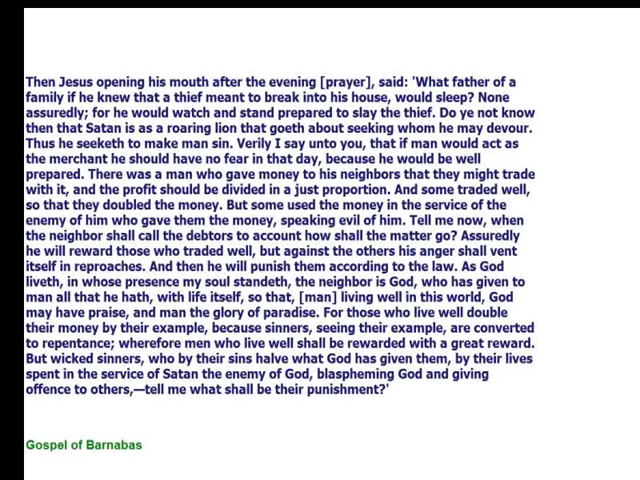 Then Jesus opening his mouth after the evening [prayer], said: 'What father of a
family if he knew that a thief meant to break into his house, would sleep? None
assuredly; for he would watch and stand prepared to slay the thief. Do ye not know
then that Satan is as a roaring lion that goeth about seeking whom he may devour.
Thus he seeketh to make man sin. Verily I say unto you, that if man would act as
the merchant he should have no fear in that day, because he would be well
prepared. There was a man who gave money to his neighbors that they might trade
with it, and the profit should be divided in a just proportion. And some traded well,
so that they doubled the money. But some used the money in the service of the
enemy of him who gave them the money, speaking evil of him. Tell me now, when
the neighbor shall call the debtors to account how shall the matter go? Assuredly
he will reward those who traded well, but against the others his anger shall vent
itself in reproaches. And then he will punish them according to the law. As God
liveth, in whose presence my soul standeth, the neighbor is God, who has given to
man all that he hath, with life itself, so that, [man] living well in this world, God
may have praise, and man the glory of paradise. For those who live well double
their money by their example, because sinners, seeing their example, are converted
to repentance; wherefore men who live well shall be rewarded with a great reward.
But wicked sinners, who by their sins halve what God has given them, by their lives
spent in the service of Satan the enemy of God, blaspheming God and giving
offence to others,—tell me what shall be their punishment?'
Gospel of Barnabas